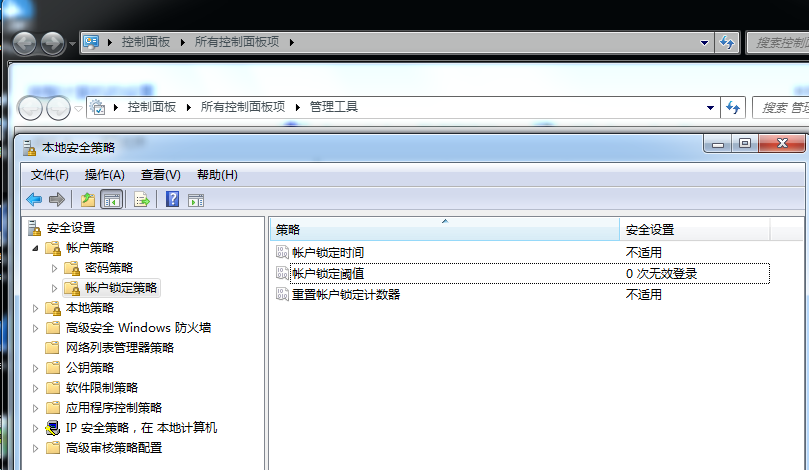 控制面板 所有控制面板项 搜索控制面
控制面板 所有控制面板项 管理工具 搜索 管理
本地安全策略
文件(F) 操作(A) 查看(V) 帮助(H)
安全设置
帐户策略
密码策略
帐户锁定策略
本地策略
高级安全 Windows 防火墙
网络列表管理器策略
公钥策略
软件限制策略
应用程序控制策略
IP 安全策略，在 本地计算机
高级审核策略配置
策略 安全设置
帐户锁定时间 不适用
帐户锁定阈值 0 次无效登录
重置帐户锁定计数器 不适用